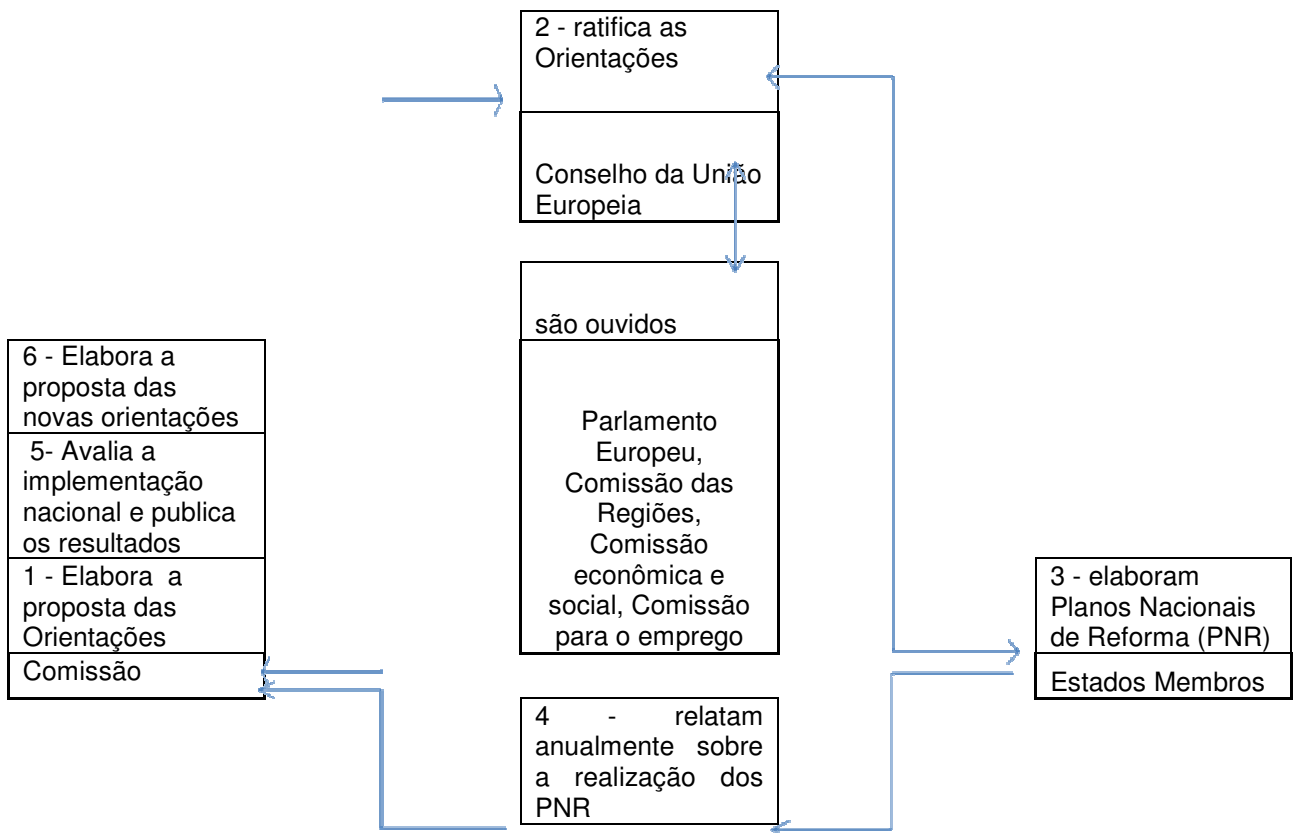 2 - ratifica as
Orientações
Conselho da União
Europeia
são ouvidos
Parlamento
Europeu,
Comissão das
Regiões,
Comissão
econômica e
social, Comissão
para o emprego
6 - Elabora a
proposta das
novas orientações
5- Avalia a
implementação
nacional e publica
os resultados
1 - Elabora a
proposta das
Orientações
Comissão
3 - elaboram
Planos Nacionais
de Reforma (PNR)
Estados Membros
4 - relatam
anualmente sobre
a realização dos
PNR